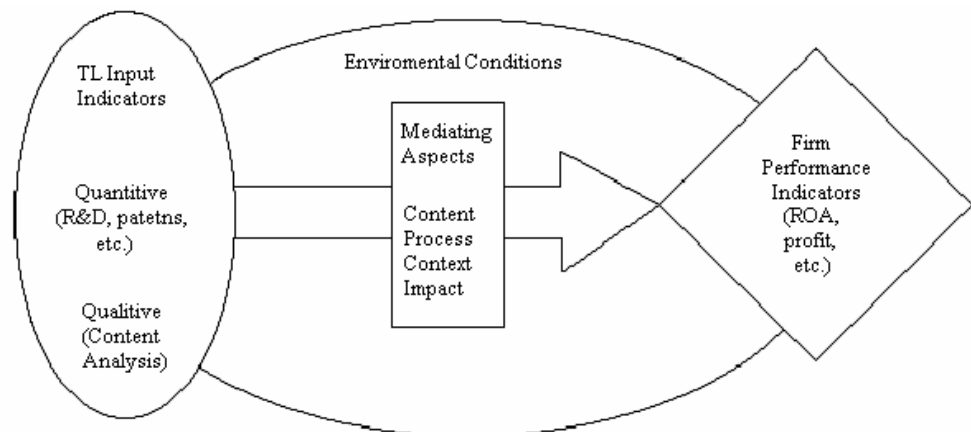 TL Input
Indicators
Quantitive
(R&D, patetns,
etc.)
Qualitive
(Content
Analysis)
Enviromental Conditions
Mediating
Aspects
Content
Process
Context
Impact
Firm
Performance
Indicators
(ROA,
profit,
etc.)